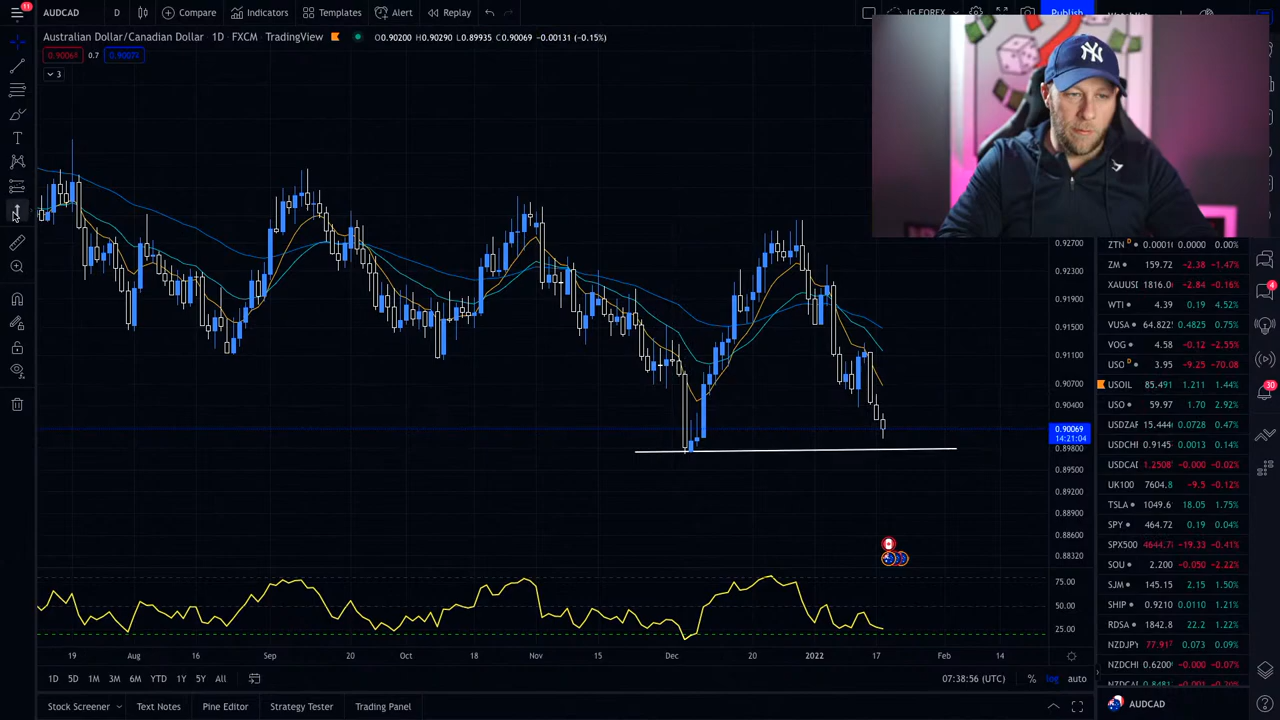 11
AUDCAD D Compare Indicators Templates Alert Replay IG FOREX Publish
Australian Dollar/Canadian Dollar 1D FXCM TradingView O0.90200 H0.90290 L0.89935 C0.90069 −0.00131 (−0.15%)
0.7
3
0.92700
0.92300
0.91900
0.91500
0.91100
0.90700
0.90400
0.90069
14:21:04
0.89800
0.89500
0.89200
0.88900
0.88600
0.88320
75.00
50.00
25.00
19 Aug 16 Sep 20 Oct 18 Nov 15 Dec 20 2022 17 Feb 14
1D 5D 1M 3M 6M YTD 1Y 5Y All 07:38:56 (UTC) % log auto
Stock Screener Text Notes Pine Editor Strategy Tester Trading Panel
ZTN D 0.0001 0.0000 0.00%
ZM 159.72 −2.38 −1.47%
XAUUS 1816.0 −2.84 −0.16%
WTI 4.39 0.19 4.52%
VUSA 64.822 0.4825 0.75%
VOG 4.58 −0.12 −2.55%
USO D 3.95 −9.25 −70.08
USOIL 85.491 1.211 1.44%
USO 59.97 1.70 2.92%
USDZA 15.444 0.0728 0.47%
USDCH 0.9145 0.0013 0.14%
USDCAD 1.2508 −0.000 −0.02%
UK100 7604.8 −9.5 −0.12%
TSLA 1049.6 18.05 1.75%
SPY 464.72 0.19 0.04%
SPX500 4644.7 −19.33 −0.41%
SOU 2.200 −0.050 −2.22%
SJM 145.15 2.15 1.50%
SHIP 0.9210 0.0110 1.21%
RDSA 1842.8 22.2 1.22%
NZDJPY 77.91 0.073 0.09%
NZDCH 0.6200
AUDCAD
4
30